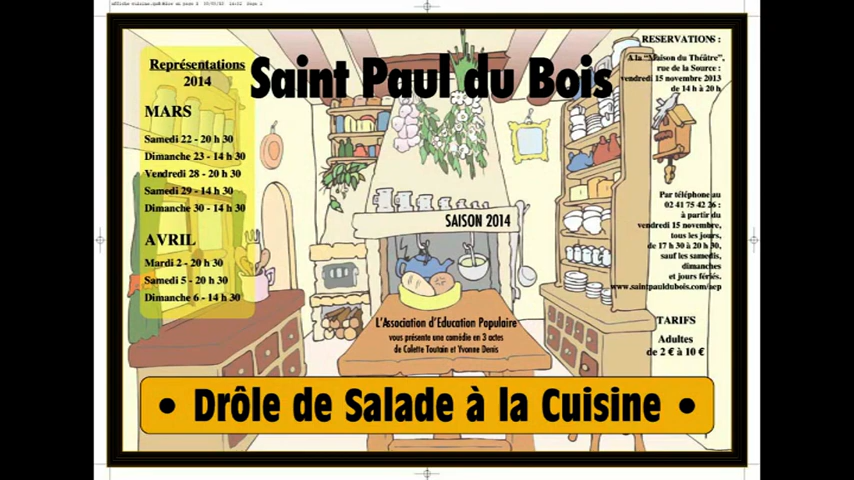 Saint Paul du Bois
Représentations
2014
MARS
Samedi 22 - 20 h 30
Dimanche 23 - 14 h 30
Vendredi 28 - 20 h 30
Samedi 29 - 14 h 30
Dimanche 30 - 14 h 30
AVRIL
Mardi 2 - 20 h 30
Samedi 5 - 20 h 30
Dimanche 6 - 14 h 30
RESERVATIONS :
A la "Maison du Théâtre",
rue de la Source :
vendredi 15 novembre 2013
de 14 h à 20 h
Par téléphone au
02 41 75 42 26 :
à partir du
vendredi 15 novembre,
tous les jours,
de 17 h 30 à 20 h 30,
sauf les samedis,
dimanches
et jours fériés.
www.saintpauldubois.com/aep
TARIFS
Adultes
de 2 € à 10 €
SAISON 2014
L'Association d'Education Populaire
vous présente une comédie en 3 actes
de Colette Toutain et Yvonne Denis
• Drôle de Salade à la Cuisine •